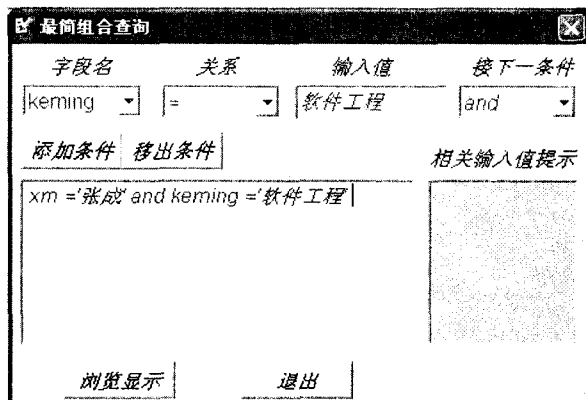 最简组合查询
字段名 关系 输入值 接下一条件
keming = 软件工程 and
添加条件 移出条件
相关输入值提示
xm ='张成' and keming ='软件工程'
浏览显示 退出